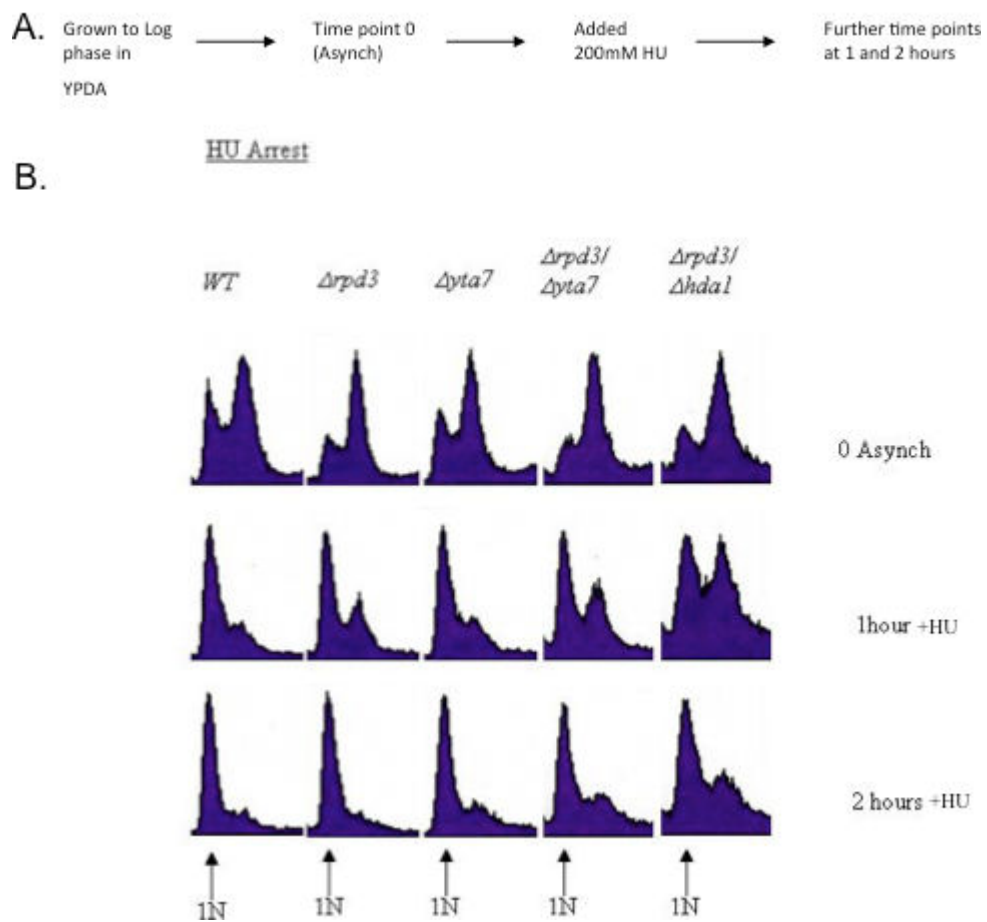 A.
Grown to Log
phase in
YPDA
Time point 0
(Asynch)
Added
200mM HU
Further time points
at 1 and 2 hours
HU Arrest
B.
WT
Δrpd3
Δyta7
Δrpd3/
Δyta7
Δrpd3/
Δhda1
0 Asynch
1hour +HU
2 hours +HU
1N
1N
1N
1N
1N